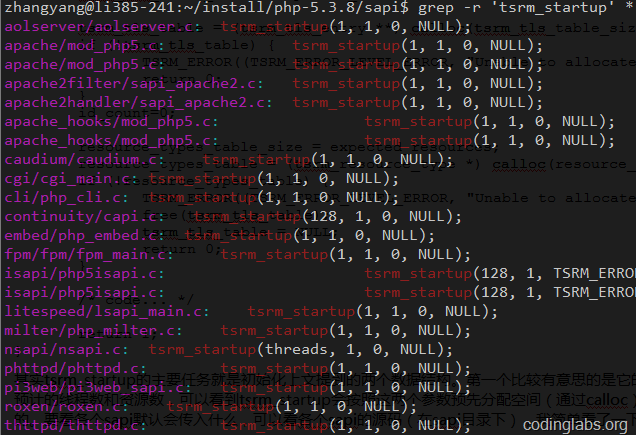 zhangyang@li385-241:~/install/php-5.3.8/sapi$ grep -r 'tsrm_startup' *
aolserver/aolserver.c: tsrm_startup(1, 1, 0, NULL);
apache/mod_php5.c: tsrm_startup(1, 1, 0, NULL);
apache/mod_php5.c: tsrm_startup(1, 1, 0, NULL);
apache2filter/sapi_apache2.c: tsrm_startup(1, 1, 0, NULL);
apache2handler/sapi_apache2.c: tsrm_startup(1, 1, 0, NULL);
apache_hooks/mod_php5.c: tsrm_startup(1, 1, 0, NULL);
apache_hooks/mod_php5.c: tsrm_startup(1, 1, 0, NULL);
caudium/caudium.c: tsrm_startup(1, 1, 0, NULL);
cgi/cgi_main.c: tsrm_startup(1, 1, 0, NULL);
cli/php_cli.c: tsrm_startup(1, 1, 0, NULL);
continuity/capi.c: tsrm_startup(128, 1, 0, NULL);
embed/php_embed.c: tsrm_startup(1, 1, 0, NULL);
fpm/fpm/fpm_main.c: tsrm_startup(1, 1, 0, NULL);
isapi/php5isapi.c: tsrm_startup(128, 1, TSRM_ERRO
isapi/php5isapi.c: tsrm_startup(128, 1, TSRM_ERRO
litespeed/lsapi_main.c: tsrm_startup(1, 1, 0, NULL);
milter/php_milter.c: tsrm_startup(1, 1, 0, NULL);
nsapi/nsapi.c: tsrm_startup(threads, 1, 0, NULL);
phttpd/phttpd.c: tsrm_startup(1, 1, 0, NULL);
pi3web/pi3web_sapi.c: tsrm_startup(1, 1, 0, NULL);
roxen/roxen.c: tsrm_startup(1, 1, 0, NULL);
thttpd/thttpd.c: tsrm_startup(1, 1, 0, NULL);
codinglabs.org